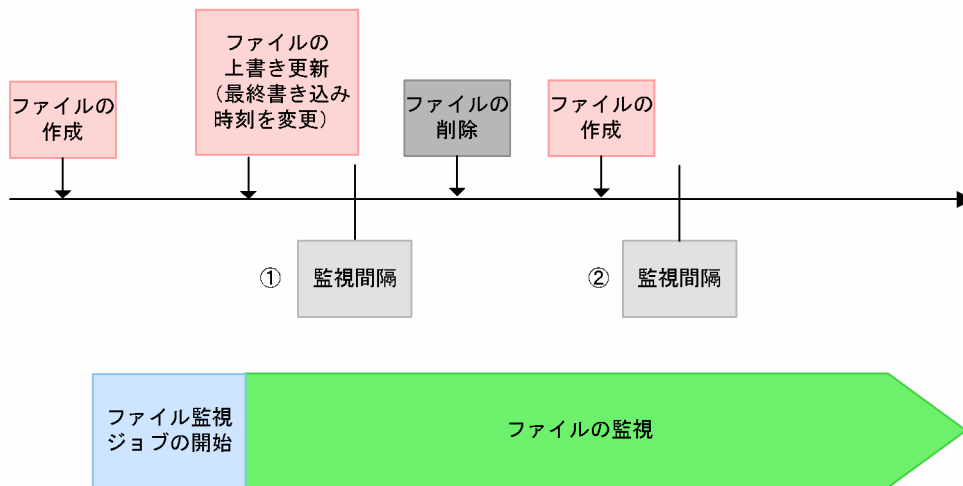 ファイルの
作成
ファイルの
上書き更新
(最終書き込み
時刻を変更)
ファイルの
削除
ファイルの
作成
① 監視間隔
② 監視間隔
ファイル監視
ジョブの開始
ファイルの監視